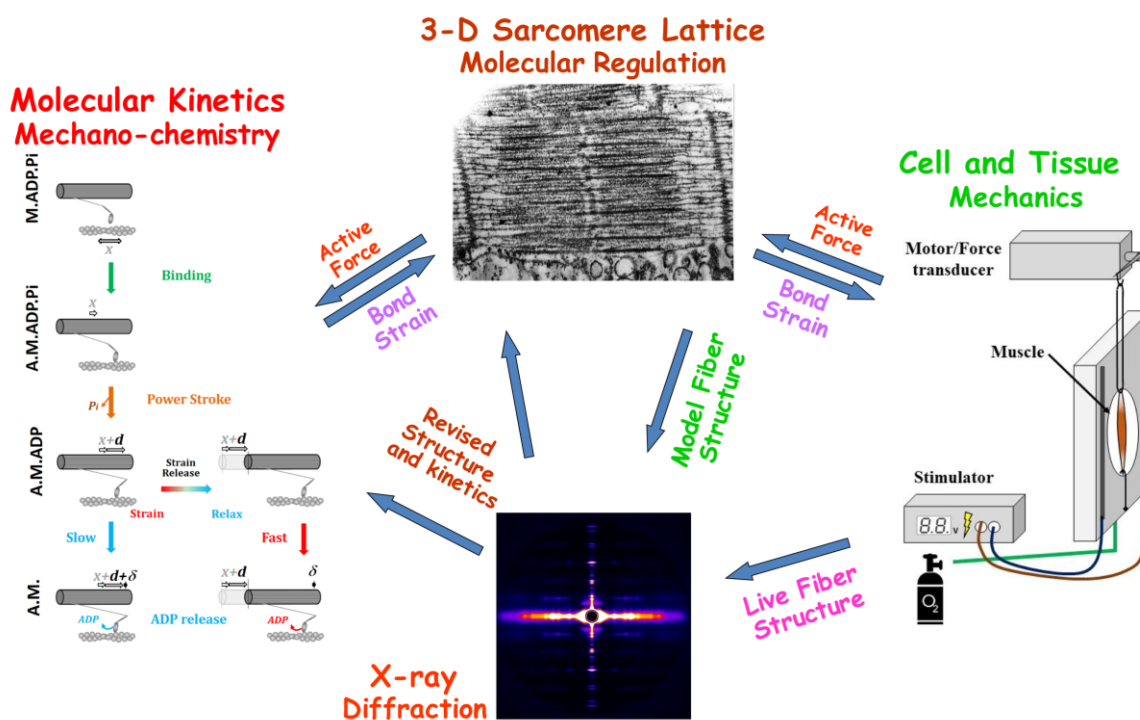 3-D Sarcomere Lattice
Molecular Regulation
Molecular Kinetics
Mechano-chemistry
M.ADP.Pi
x
Binding
A.M.ADP.Pi
x
Pi
Power Stroke
A.M.ADP
x+d
Strain
Release
x+d
Strain
Relax
Slow
Fast
A.M.
x+d+δ
x+d
δ
ADP
ADP release
ADP
Active
Force
Bond
Strain
Active
Force
Bond
Strain
Cell and Tissue
Mechanics
Motor/Force
transducer
Muscle
Stimulator
8.8.
v
O2
Model Fiber
Structure
Revised
Structure
and kinetics
Live Fiber
Structure
X-ray
Diffraction